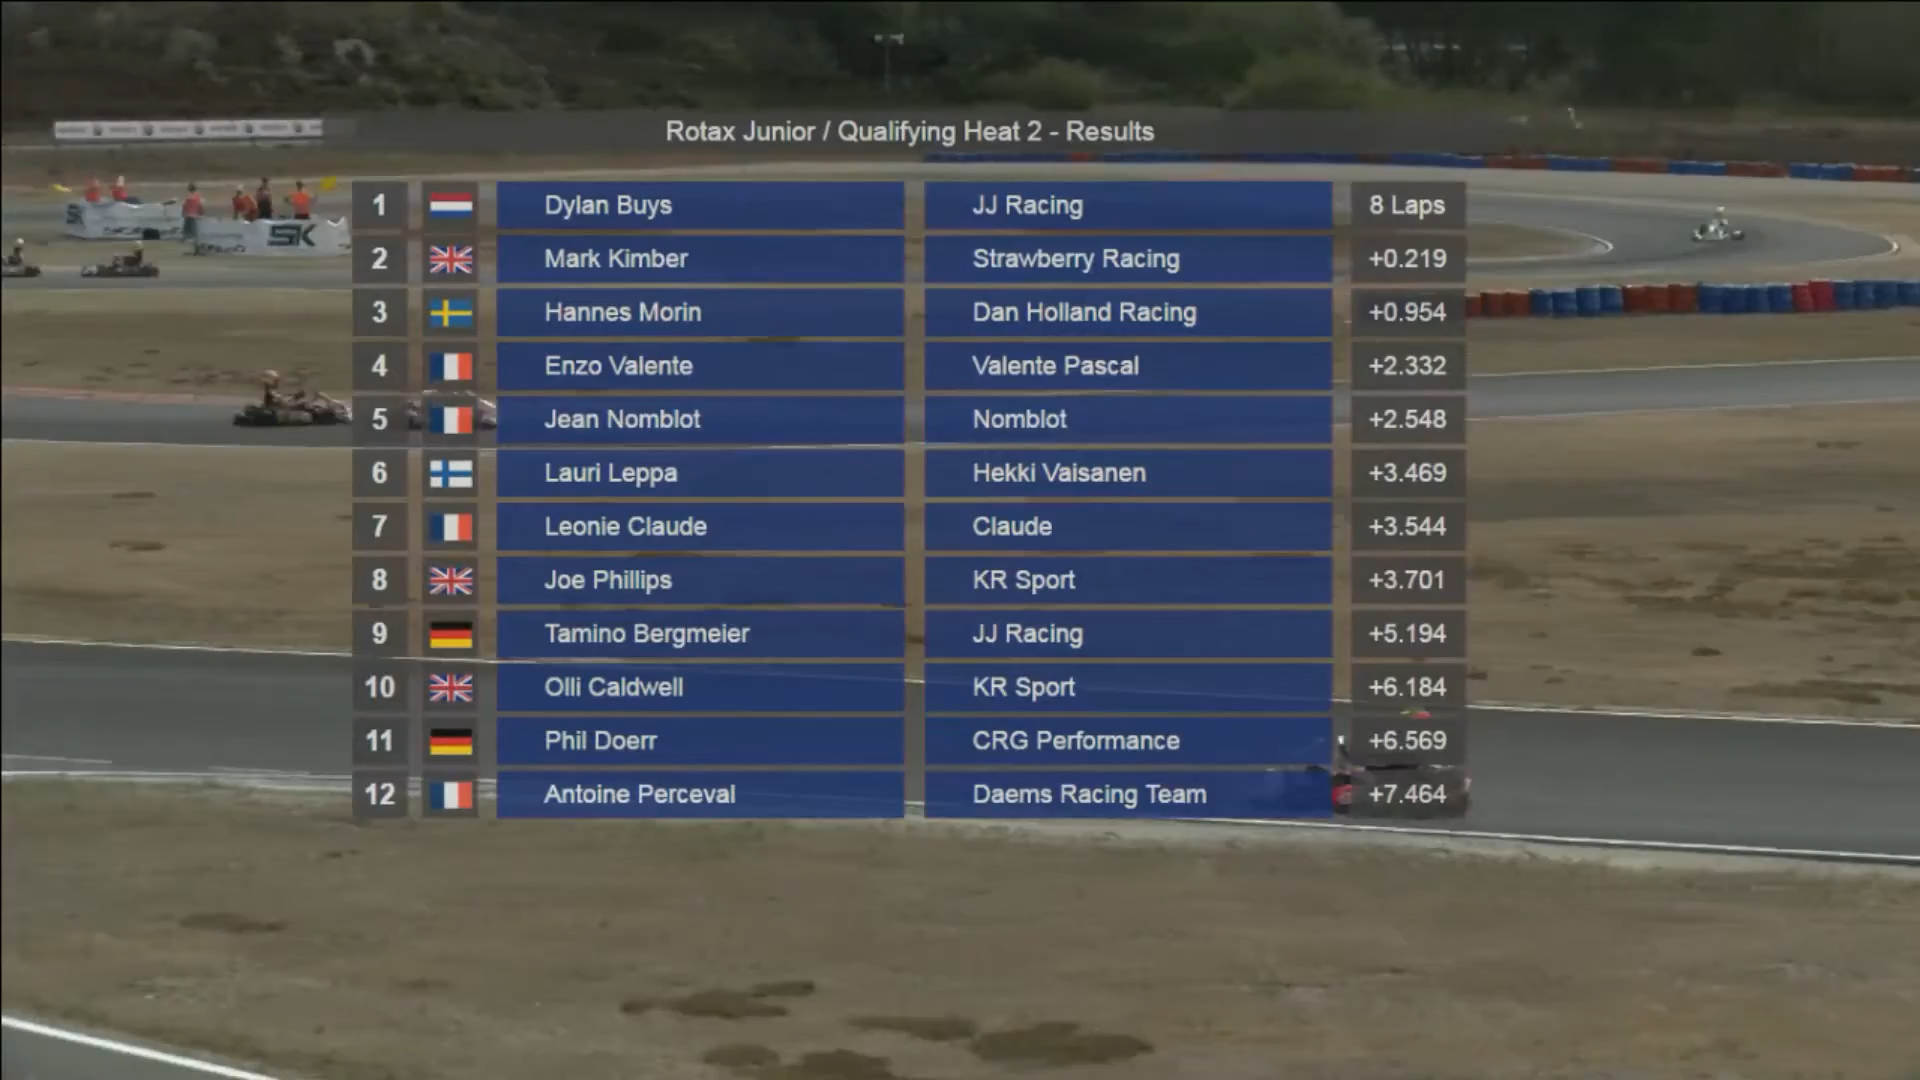 Rotax Junior / Qualifying Heat 2 - Results
1 Dylan Buys JJ Racing 8 Laps
2 Mark Kimber Strawberry Racing +0.219
3 Hannes Morin Dan Holland Racing +0.954
4 Enzo Valente Valente Pascal +2.332
5 Jean Nomblot Nomblot +2.548
6 Lauri Leppa Hekki Vaisanen +3.469
7 Leonie Claude Claude +3.544
8 Joe Phillips KR Sport +3.701
9 Tamino Bergmeier JJ Racing +5.194
10 Olli Caldwell KR Sport +6.184
11 Phil Doerr CRG Performance +6.569
12 Antoine Perceval Daems Racing Team +7.464
SK